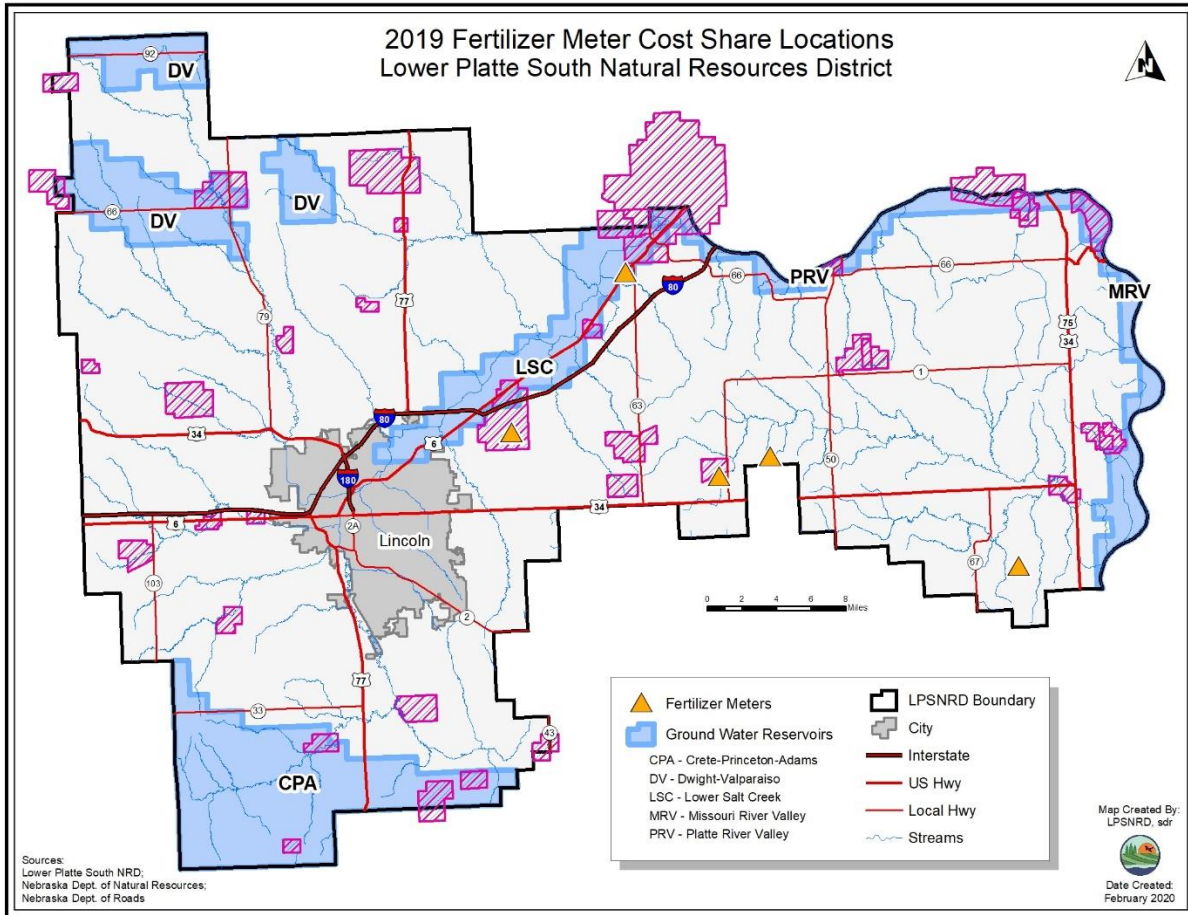 2019 Fertilizer Meter Cost Share Locations
Lower Platte South Natural Resources District
N
92
DV
DV
66
DV
79
77
34
80
LSC
6
180
80
66
PRV
66
MRV
75
34
1
63
50
34
67
6
2A
Lincoln
103
2
77
33
43
CPA
0 2 4 6 8
Miles
Fertilizer Meters
Ground Water Reservoirs
CPA - Crete-Princeton-Adams
DV - Dwight-Valparaiso
LSC - Lower Salt Creek
MRV - Missouri River Valley
PRV - Platte River Valley
LPSNRD Boundary
City
Interstate
US Hwy
Local Hwy
Streams
Map Created By:
LPSNRD, sdr
Date Created:
February 2020
Sources:
Lower Platte South NRD;
Nebraska Dept. of Natural Resources;
Nebraska Dept. of Roads